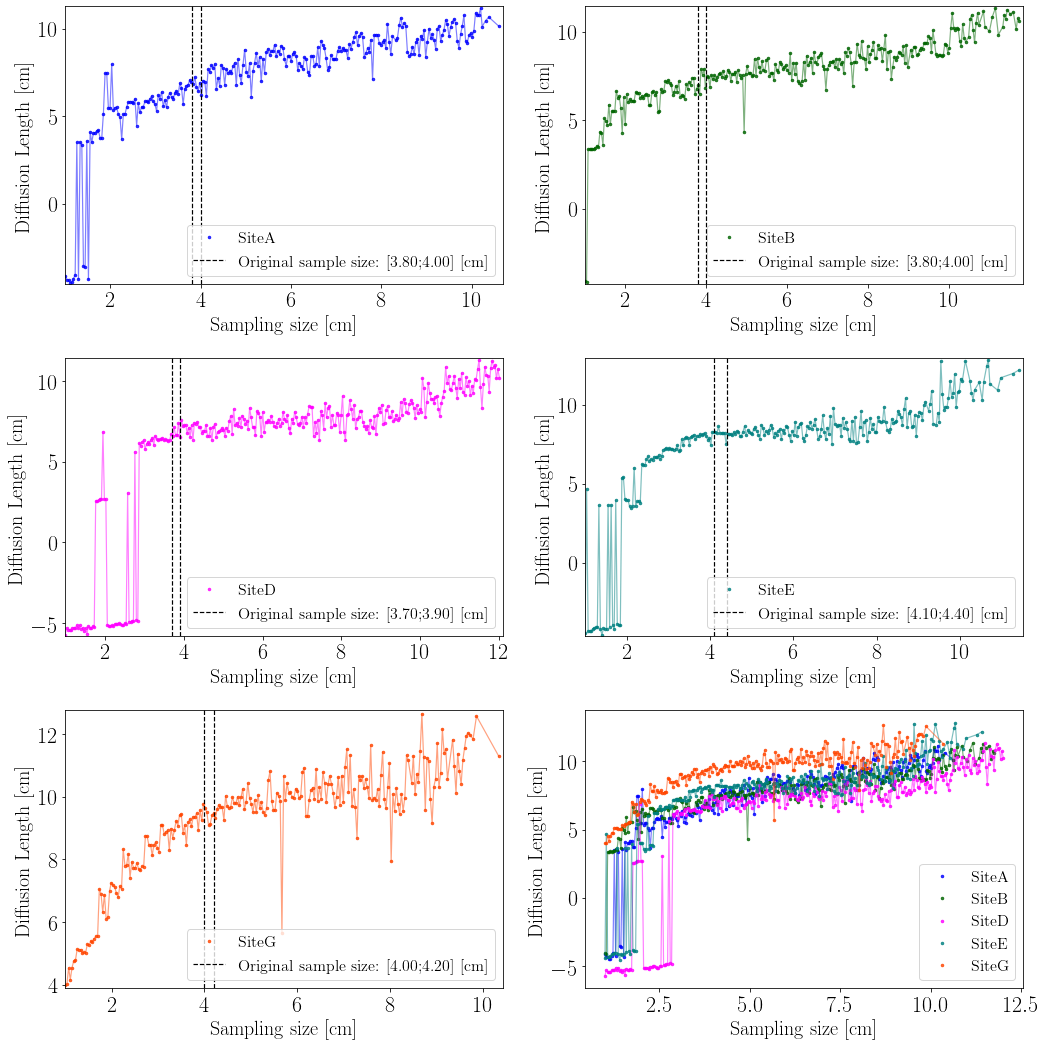 Diffusion Length [cm]
10
5
0
SiteA
Original sample size: [3.80;4.00] [cm]
2 4 6 8 10
Sampling size [cm]
Diffusion Length [cm]
10
5
0
SiteB
Original sample size: [3.80;4.00] [cm]
2 4 6 8 10
Sampling size [cm]
Diffusion Length [cm]
10
5
0
−5
SiteD
Original sample size: [3.70;3.90] [cm]
2 4 6 8 10 12
Sampling size [cm]
Diffusion Length [cm]
10
5
0
SiteE
Original sample size: [4.10;4.40] [cm]
2 4 6 8 10
Sampling size [cm]
Diffusion Length [cm]
12
10
8
6
4
SiteG
Original sample size: [4.00;4.20] [cm]
2 4 6 8 10
Sampling size [cm]
Diffusion Length [cm]
10
5
0
−5
SiteA
SiteB
SiteD
SiteE
SiteG
2.5 5.0 7.5 10.0 12.5
Sampling size [cm]